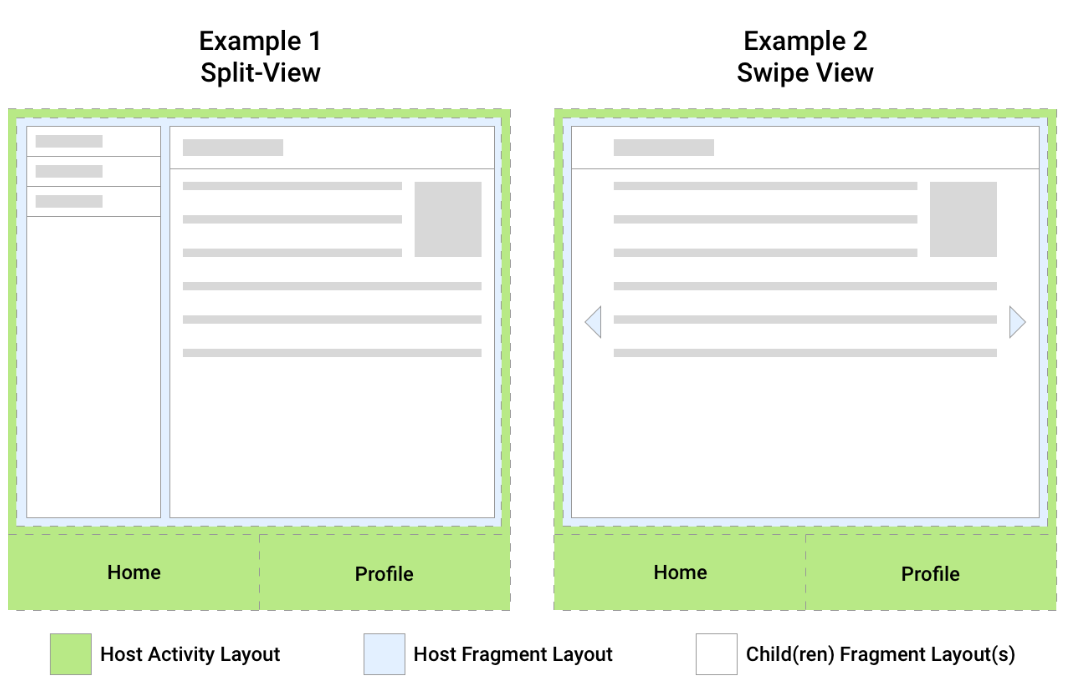 Example 1
Split-View
Example 2
Swipe View
Home
Profile
Home
Profile
Host Activity Layout
Host Fragment Layout
Child(ren) Fragment Layout(s)